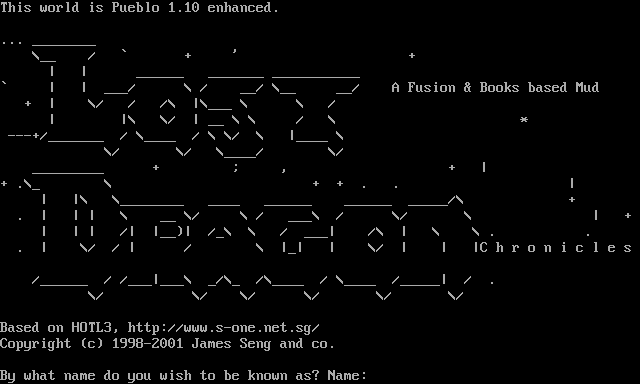 This world is Pueblo 1.10 enhanced.
Lost
A Fusion & Books based Mud
Dragon
Chronicles
Based on HOTL3, http://www.s-one.net.sg/
Copyright (c) 1998-2001 James Seng and co.
By what name do you wish to be known as? Name: